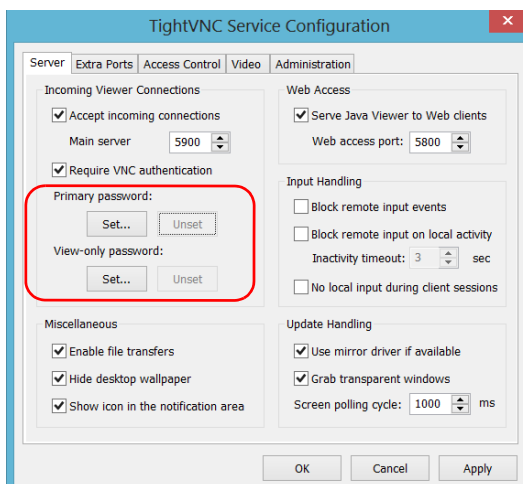 TightVNC Service Configuration
Server Extra Ports Access Control Video Administration
Incoming Viewer Connections
Accept incoming connections
Main server 5900
Require VNC authentication
Primary password:
Set... Unset
View-only password:
Set... Unset
Miscellaneous
Enable file transfers
Hide desktop wallpaper
Show icon in the notification area
Web Access
Serve Java Viewer to Web clients
Web access port: 5800
Input Handling
Block remote input events
Block remote input on local activity
Inactivity timeout: 3 sec
No local input during client sessions
Update Handling
Use mirror driver if available
Grab transparent windows
Screen polling cycle: 1000 ms
OK Cancel Apply